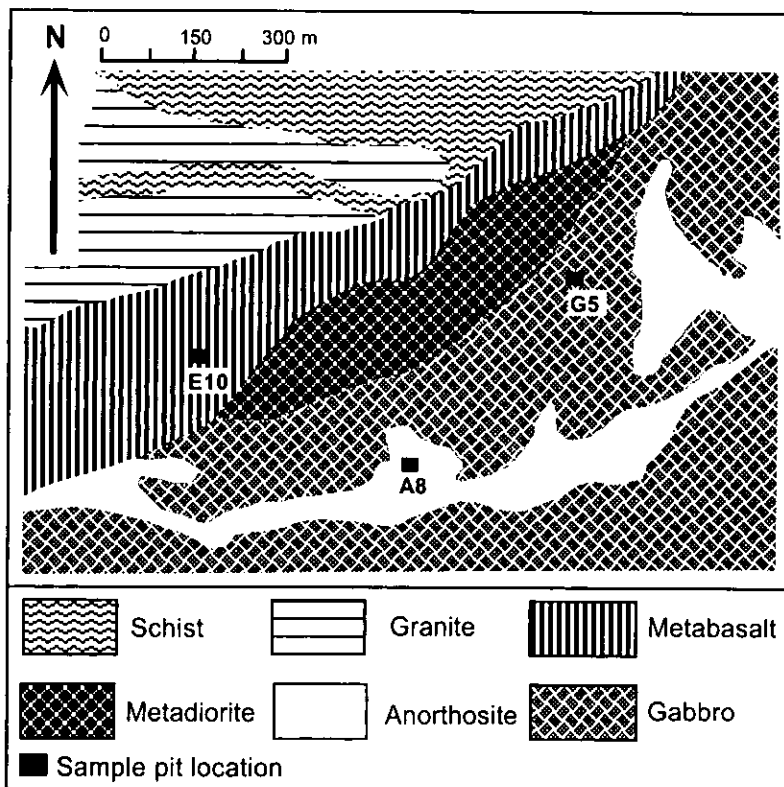 N
0 150 300 m
G5
E10
A8
Schist Granite Metabasalt
Metadiorite Anorthosite Gabbro
Sample pit location